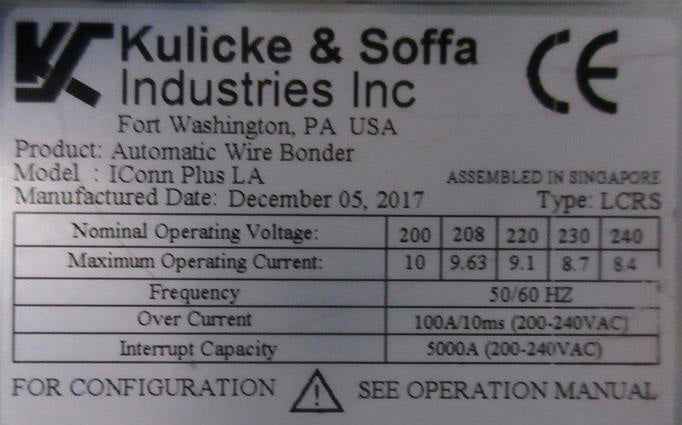 KS Kulicke & Soffa
Industries Inc
CE
Fort Washington, PA USA
Product: Automatic Wire Bonder
Model : IConn Plus LA
ASSEMBLED IN SINGAPORE
Manufactured Date: December 05, 2017 Type: LCRS
Nominal Operating Voltage: 200 208 220 230 240
Maximum Operating Current: 10 9.63 9.1 8.7 8.4
Frequency 50/60 HZ
Over Current 100A/10ms (200-240VAC)
Interrupt Capacity 5000A (200-240VAC)
FOR CONFIGURATION ! SEE OPERATION MANUAL